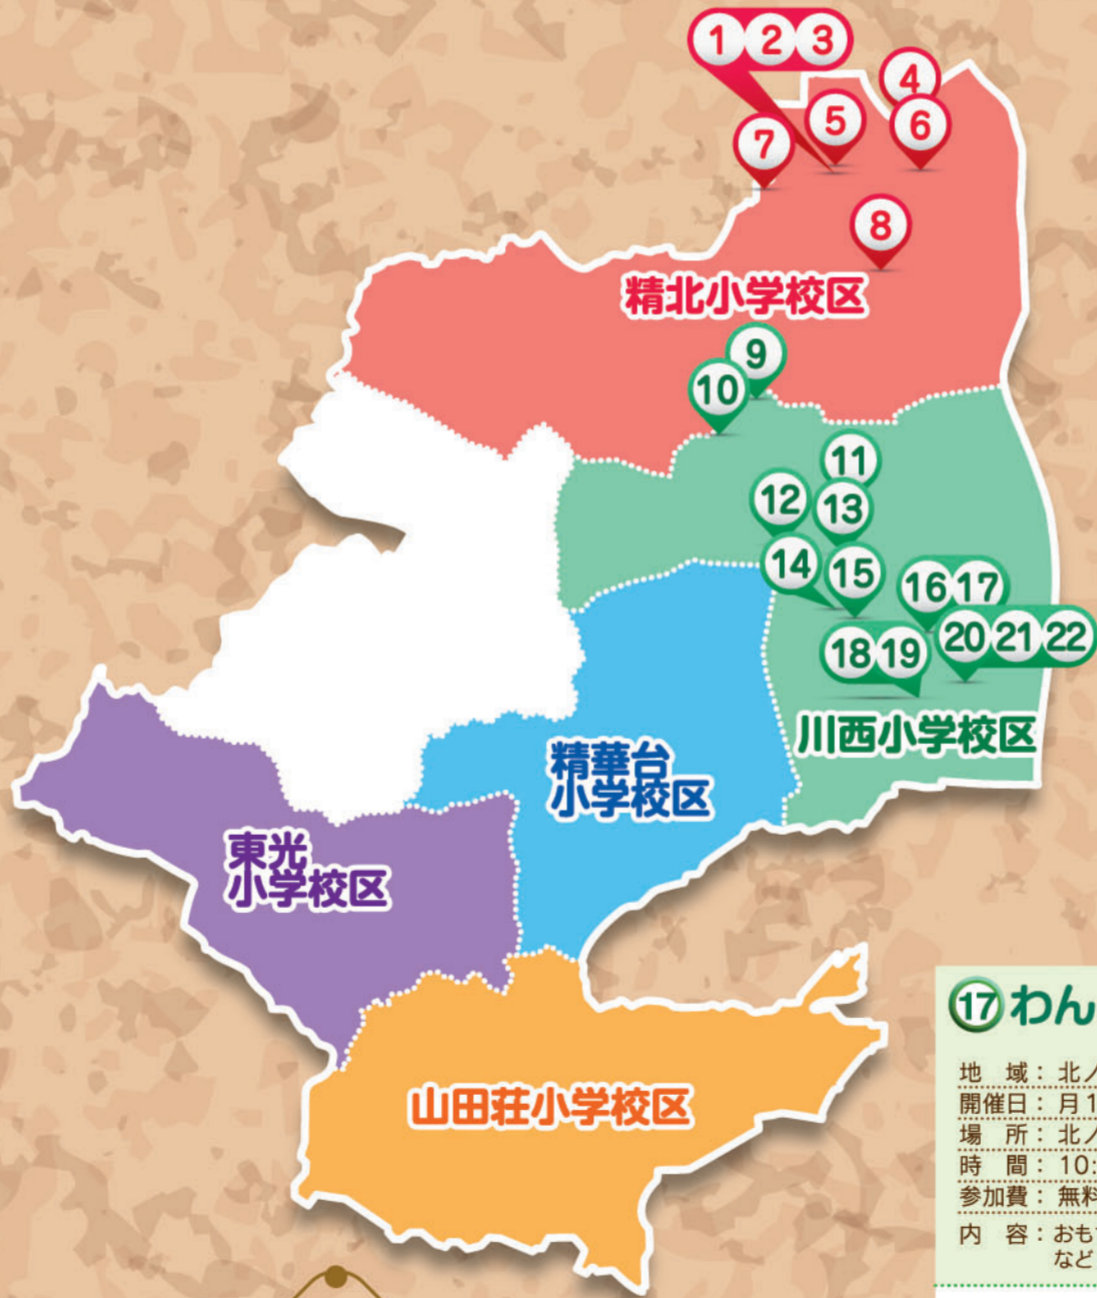 1 2 3
4
5
6
7
8
精北小学校区
9
10
11
12
13
14
15
16 17
18 19
20 21 22
川西小学校区
精華台
小学校区
東光
小学校区
山田荘小学校区
17 わん
地 域：北ノ
開催日：月1
場 所：北ノ
時 間：10:
参加費：無料
内 容：おも
など